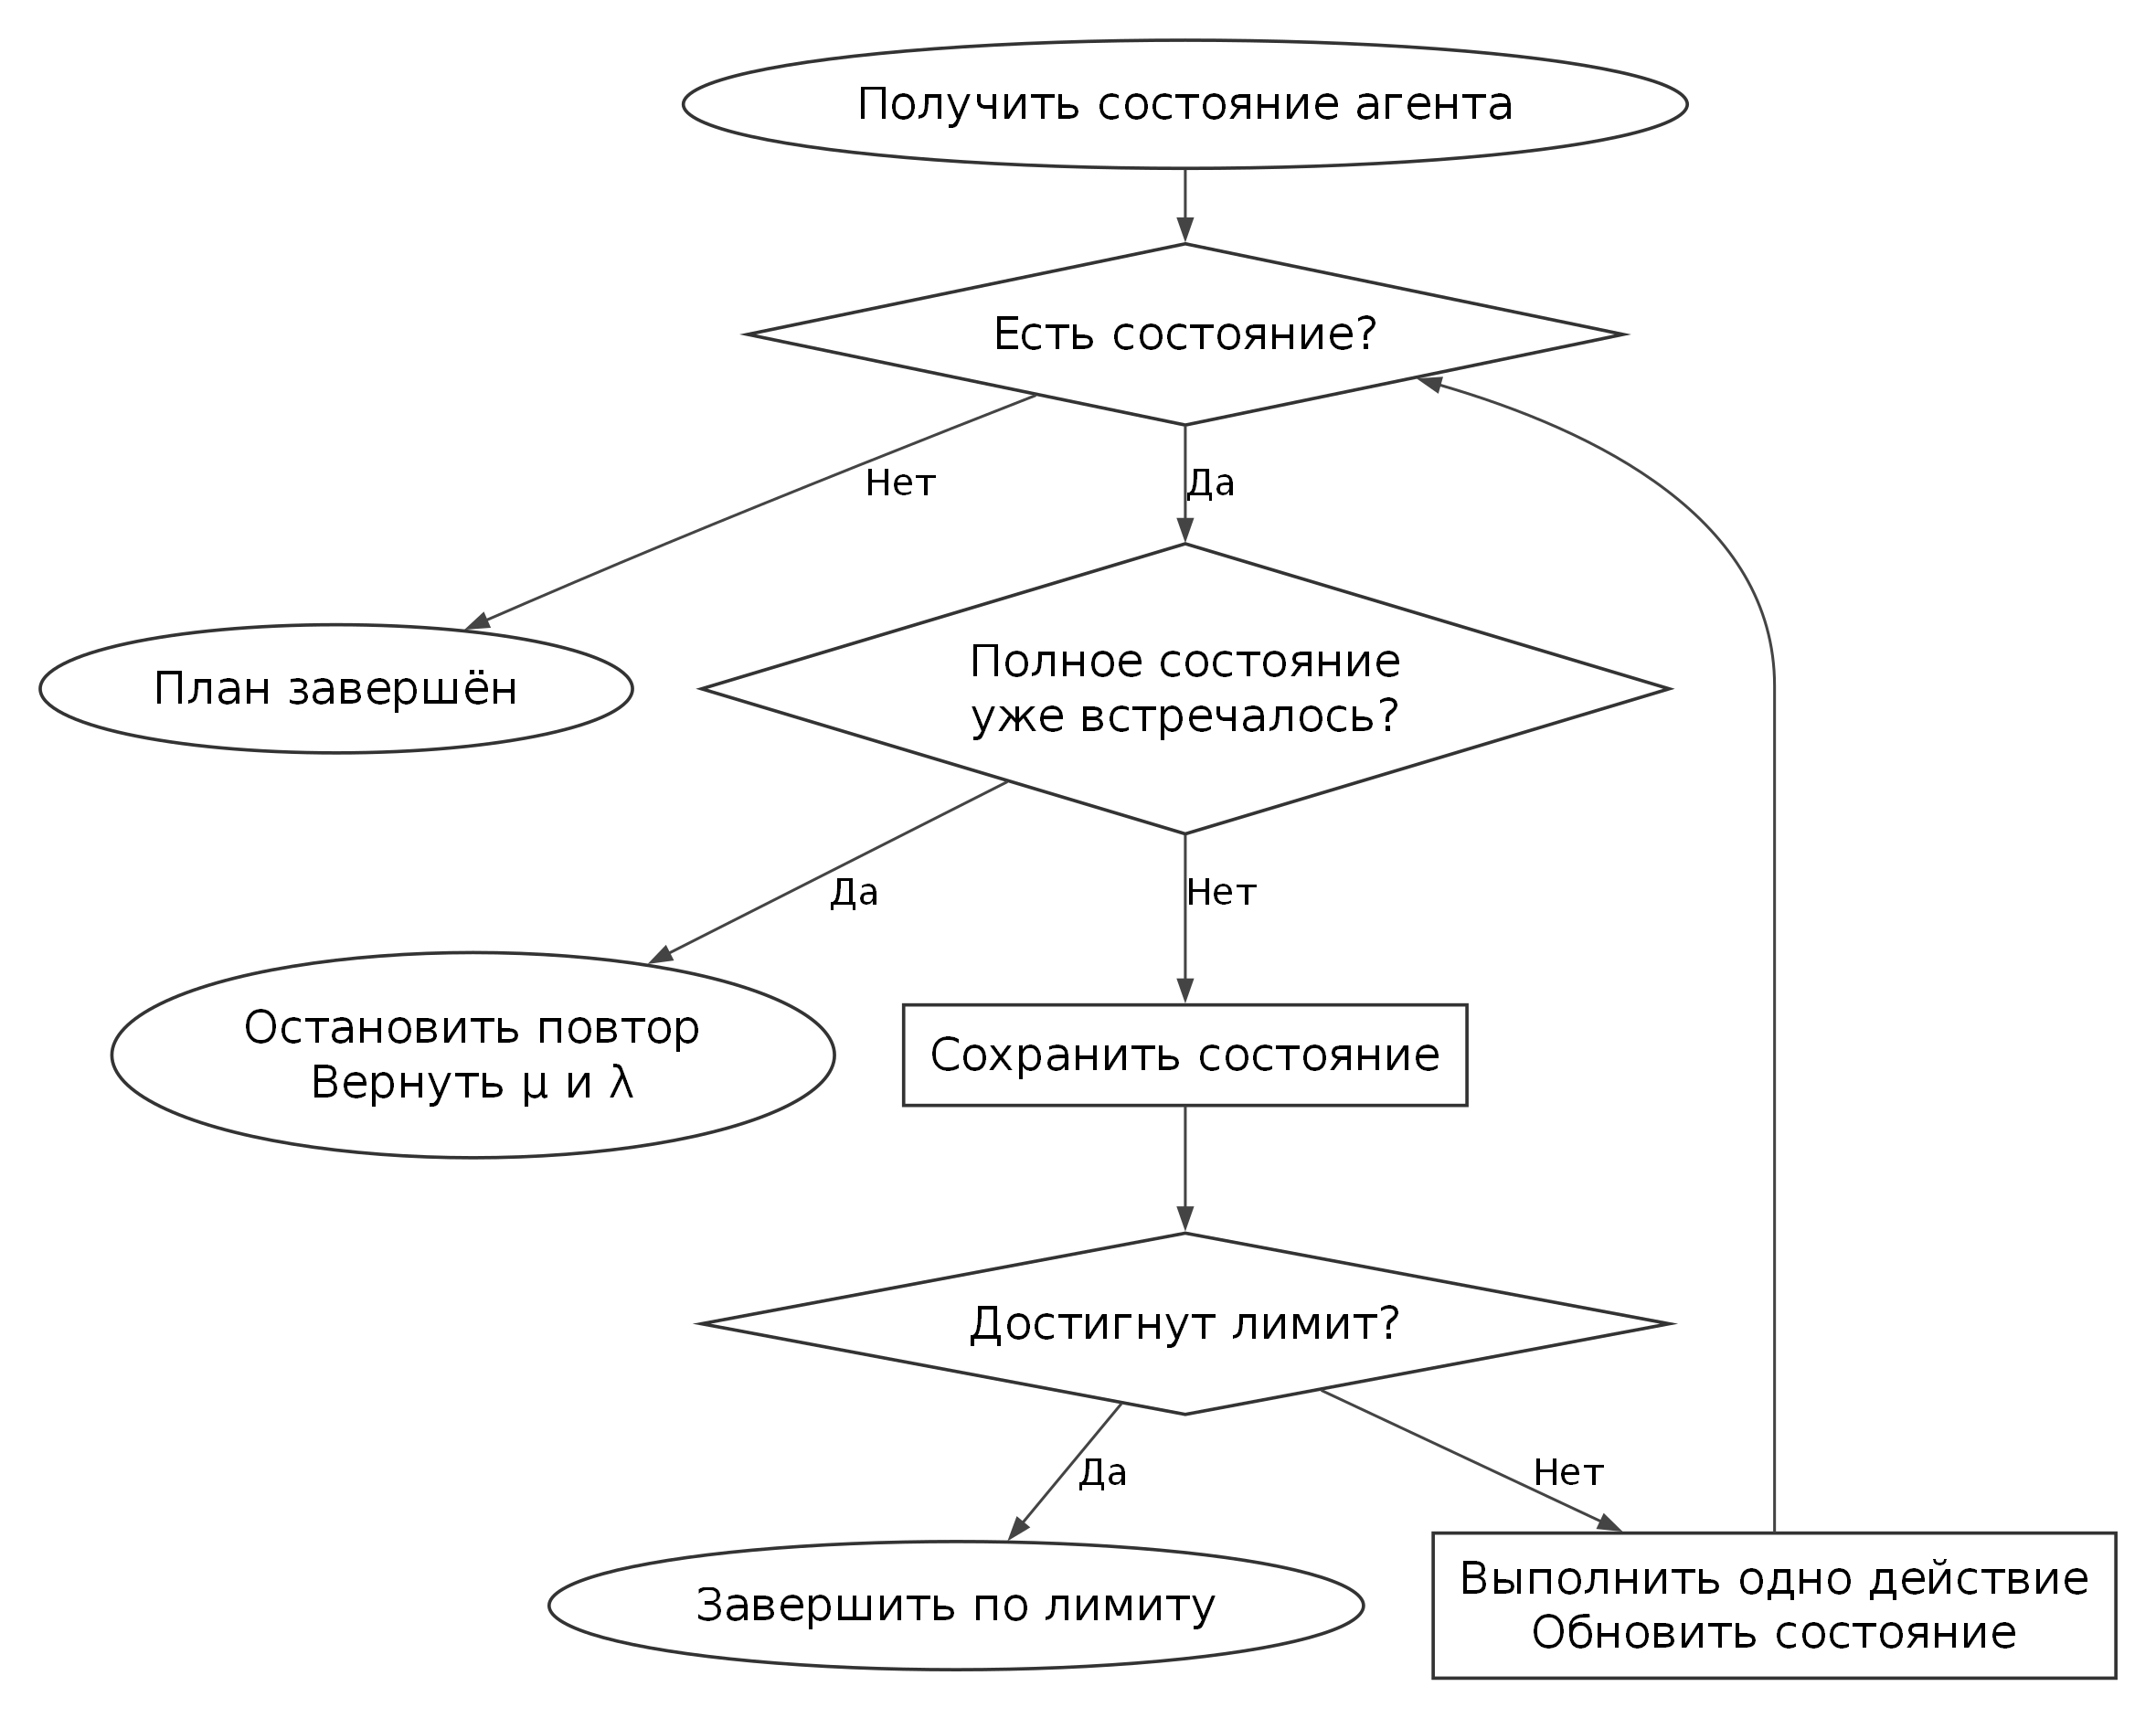 Получить состояние агента
Есть состояние?
Нет
Да
План завершён
Полное состояние
уже встречалось?
Да
Нет
Остановить повтор
Вернуть μ и λ
Сохранить состояние
Достигнут лимит?
Да
Нет
Завершить по лимиту
Выполнить одно действие
Обновить состояние